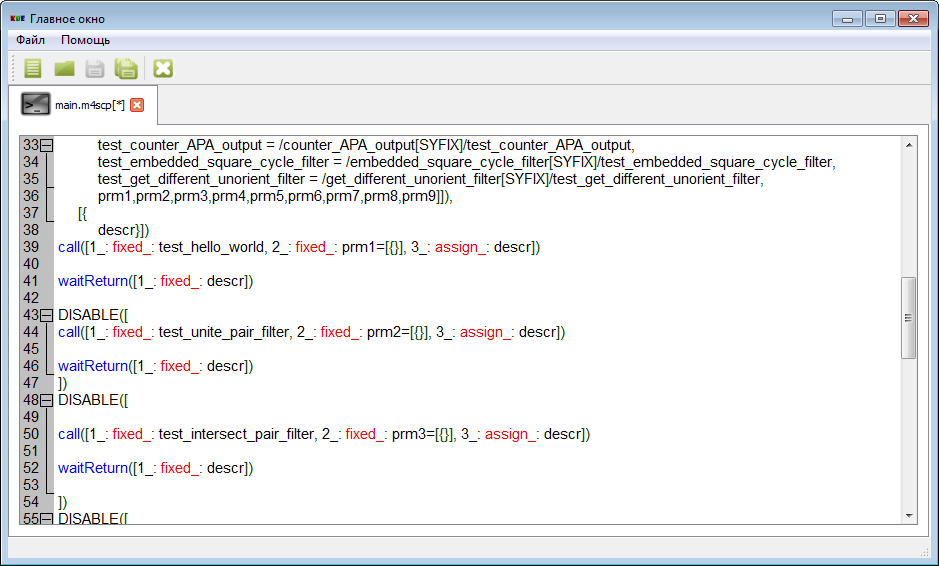 KBE Главное окно
Файл Помощь
main.m4scp[*]
33 test_counter_APA_output = /counter_APA_output[SYFIX]/test_counter_APA_output,
34 test_embedded_square_cycle_filter = /embedded_square_cycle_filter[SYFIX]/test_embedded_square_cycle_filter,
35 test_get_different_unorient_filter = /get_different_unorient_filter[SYFIX]/test_get_different_unorient_filter,
36 prm1,prm2,prm3,prm4,prm5,prm6,prm7,prm8,prm9]]),
37 [{
38 descr}])
39 call([1_: fixed_: test_hello_world, 2_: fixed_: prm1=[{}], 3_: assign_: descr])
40
41 waitReturn([1_: fixed_: descr])
42
43 DISABLE([
44 call([1_: fixed_: test_unite_pair_filter, 2_: fixed_: prm2=[{}], 3_: assign_: descr])
45
46 waitReturn([1_: fixed_: descr])
47 ])
48 DISABLE([
49
50 call([1_: fixed_: test_intersect_pair_filter, 2_: fixed_: prm3=[{}], 3_: assign_: descr])
51
52 waitReturn([1_: fixed_: descr])
53
54 ])
55 DISABLE([